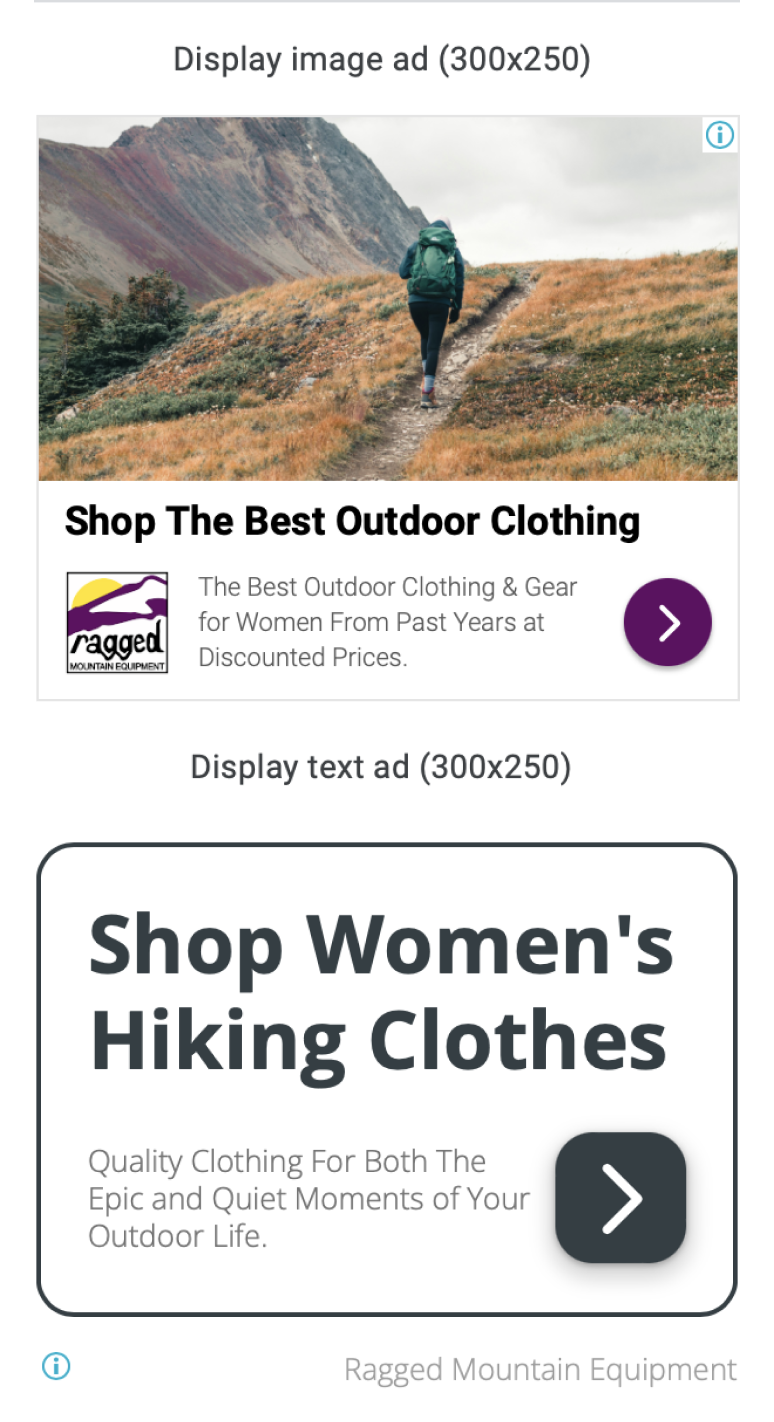 Display image ad (300x250)
Shop The Best Outdoor Clothing
ragged
MOUNTAIN EQUIPMENT
The Best Outdoor Clothing & Gear
for Women From Past Years at
Discounted Prices.
Display text ad (300x250)
Shop Women's
Hiking Clothes
Quality Clothing For Both The
Epic and Quiet Moments of Your
Outdoor Life.
Ragged Mountain Equipment